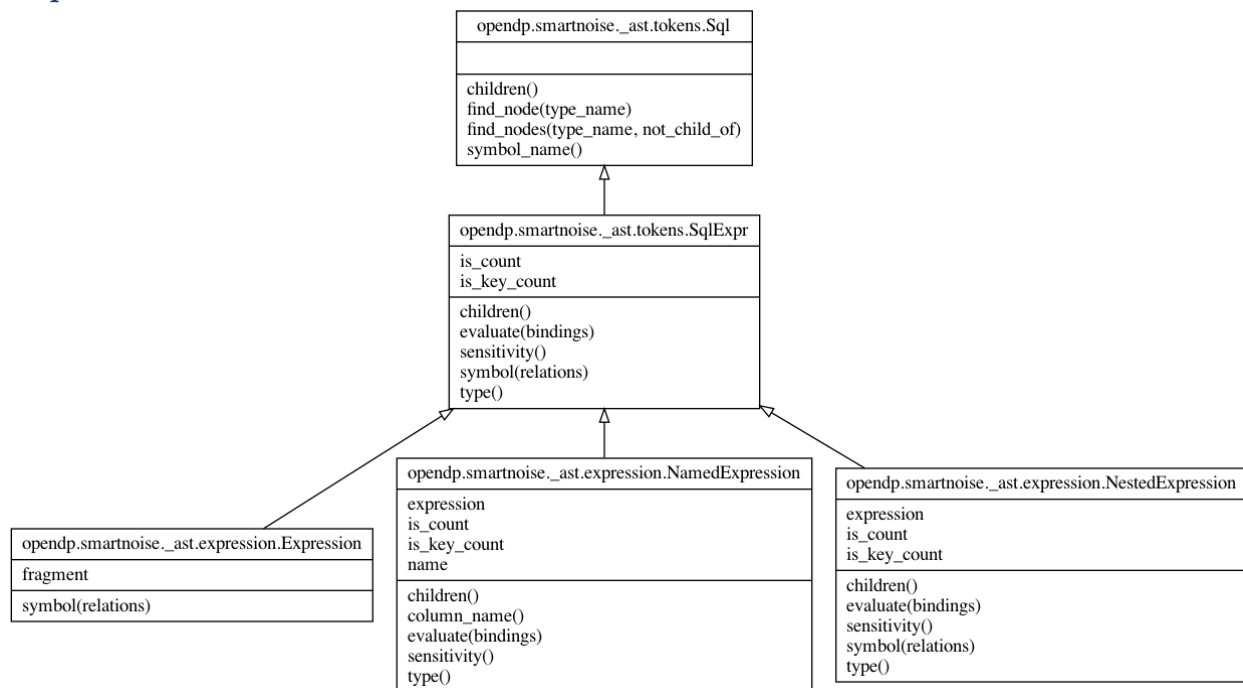 opendp.smartnoise._ast.tokens.Sql
children()
find_node(type_name)
find_nodes(type_name, not_child_of)
symbol_name()
opendp.smartnoise._ast.tokens.SqlExpr
is_count
is_key_count
children()
evaluate(bindings)
sensitivity()
symbol(relations)
type()
opendp.smartnoise._ast.expression.Expression
fragment
symbol(relations)
opendp.smartnoise._ast.expression.NamedExpression
expression
is_count
is_key_count
name
children()
column_name()
evaluate(bindings)
sensitivity()
type()
opendp.smartnoise._ast.expression.NestedExpression
expression
is_count
is_key_count
children()
evaluate(bindings)
sensitivity()
symbol(relations)
type()